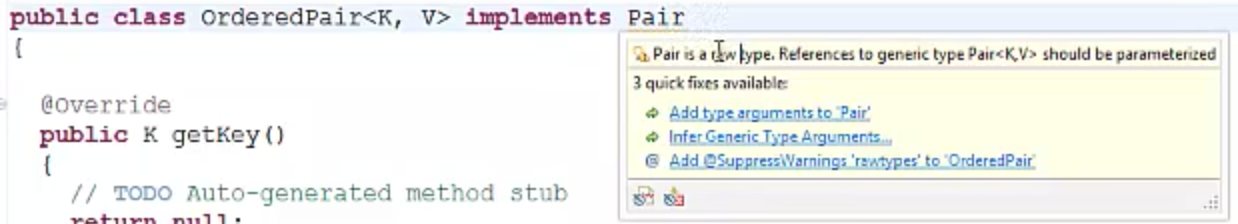 public class OrderedPair<K, V> implements Pair
{
Pair is a raw type. References to generic type Pair<K,V> should be parameterized
3 quick fixes available:
Add type arguments to 'Pair'
Infer Generic Type Arguments...
@ Add @SuppressWarnings 'rawtypes' to 'OrderedPair'
@Override
public K getKey()
{
// TODO Auto-generated method stub
return null;